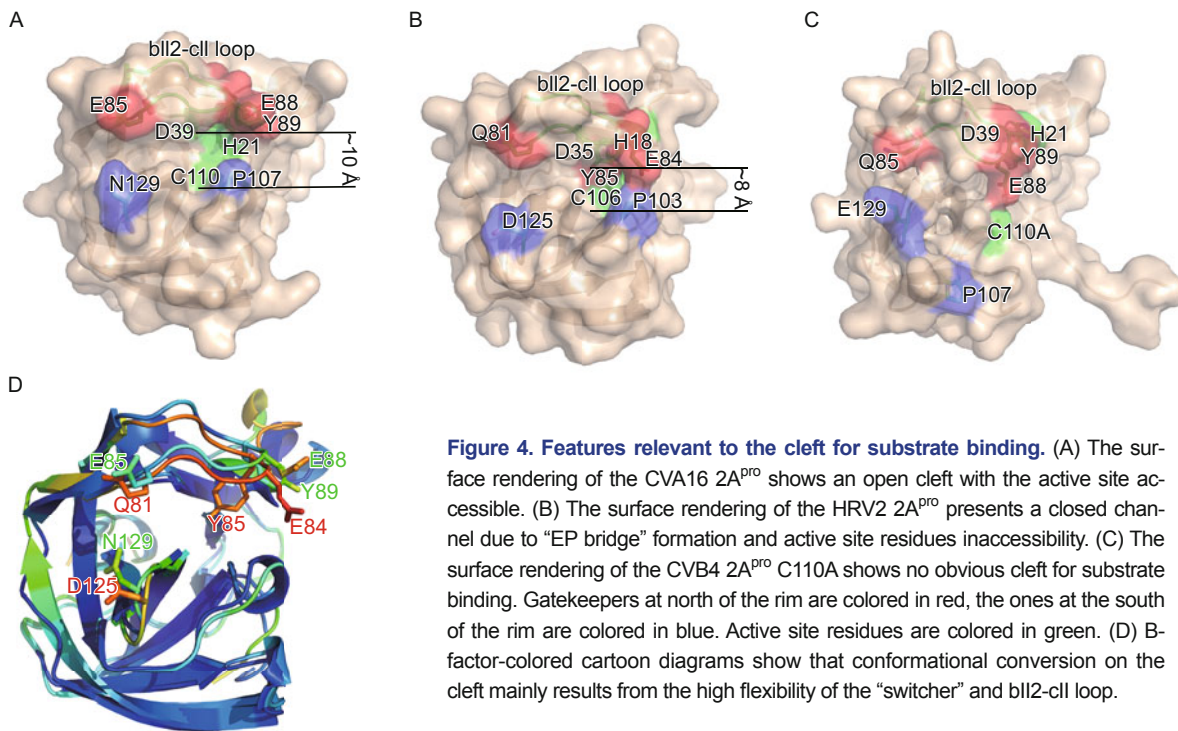 A
bII2-cII loop
E85
E88
Y89
D39
H21
~10 Å
N129
C110
P107
B
bII2-cII loop
Q81
H18
D35
E84
Y85
~8 Å
C106
P103
D125
C
bII2-cII loop
D39
H21
Q85
Y89
E88
E129
C110A
P107
D
E85
E88
Q81
Y89
Y85
E84
N129
D125
Figure 4. Features relevant to the cleft for substrate binding. (A) The sur-
face rendering of the CVA16 2Apro shows an open cleft with the active site ac-
cessible. (B) The surface rendering of the HRV2 2Apro presents a closed chan-
nel due to “EP bridge” formation and active site residues inaccessibility. (C) The
surface rendering of the CVB4 2Apro C110A shows no obvious cleft for substrate
binding. Gatekeepers at north of the rim are colored in red, the ones at the south
of the rim are colored in blue. Active site residues are colored in green. (D) B-
factor-colored cartoon diagrams show that conformational conversion on the
cleft mainly results from the high flexibility of the “switcher” and bII2-cII loop.